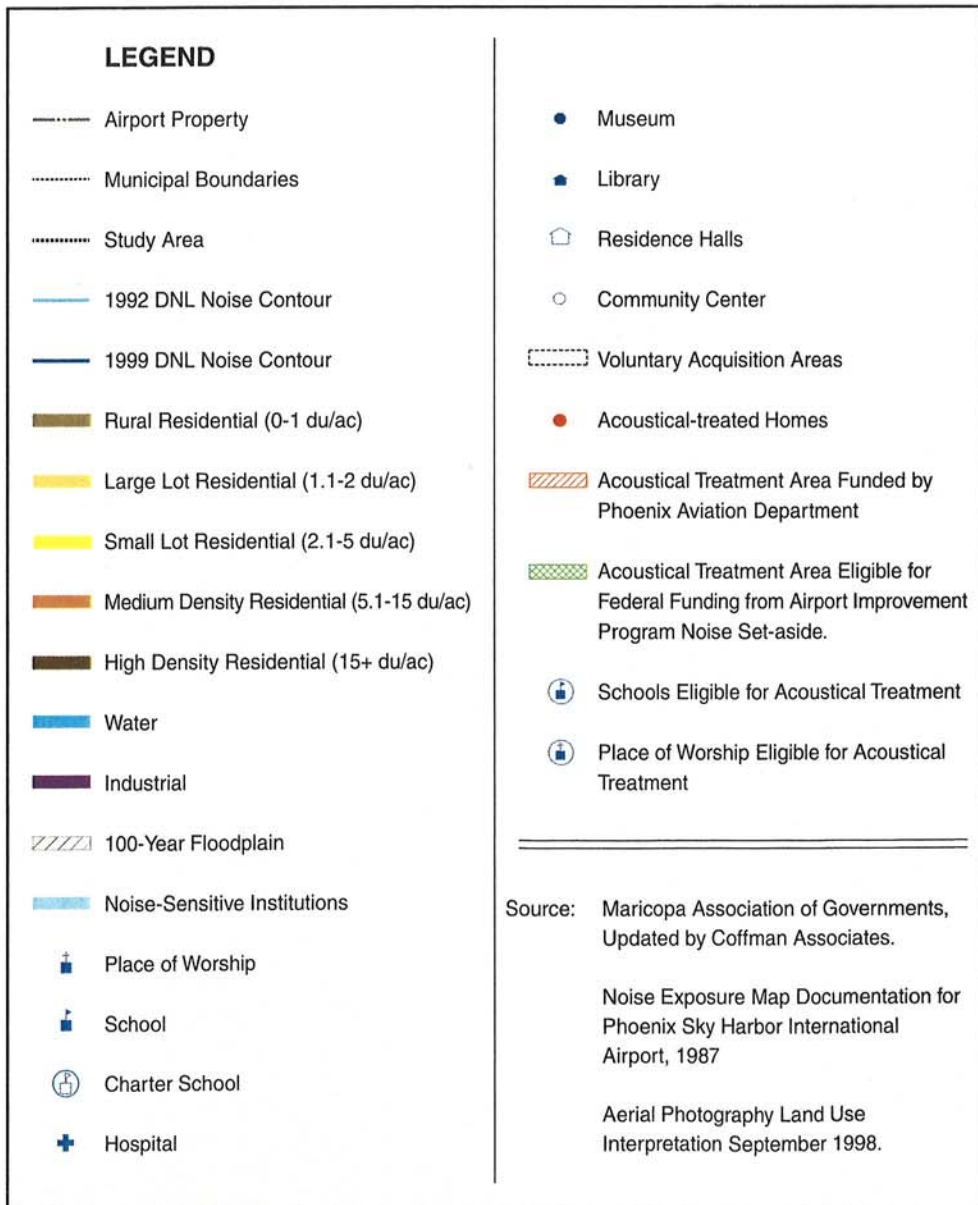 LEGEND
Airport Property
Municipal Boundaries
Study Area
1992 DNL Noise Contour
1999 DNL Noise Contour
Rural Residential (0-1 du/ac)
Large Lot Residential (1.1-2 du/ac)
Small Lot Residential (2.1-5 du/ac)
Medium Density Residential (5.1-15 du/ac)
High Density Residential (15+ du/ac)
Water
Industrial
100-Year Floodplain
Noise-Sensitive Institutions
Place of Worship
School
Charter School
Hospital
Museum
Library
Residence Halls
Community Center
Voluntary Acquisition Areas
Acoustical-treated Homes
Acoustical Treatment Area Funded by
Phoenix Aviation Department
Acoustical Treatment Area Eligible for
Federal Funding from Airport Improvement
Program Noise Set-aside.
Schools Eligible for Acoustical Treatment
Place of Worship Eligible for Acoustical
Treatment
Source: Maricopa Association of Governments,
Updated by Coffman Associates.
Noise Exposure Map Documentation for
Phoenix Sky Harbor International
Airport, 1987
Aerial Photography Land Use
Interpretation September 1998.